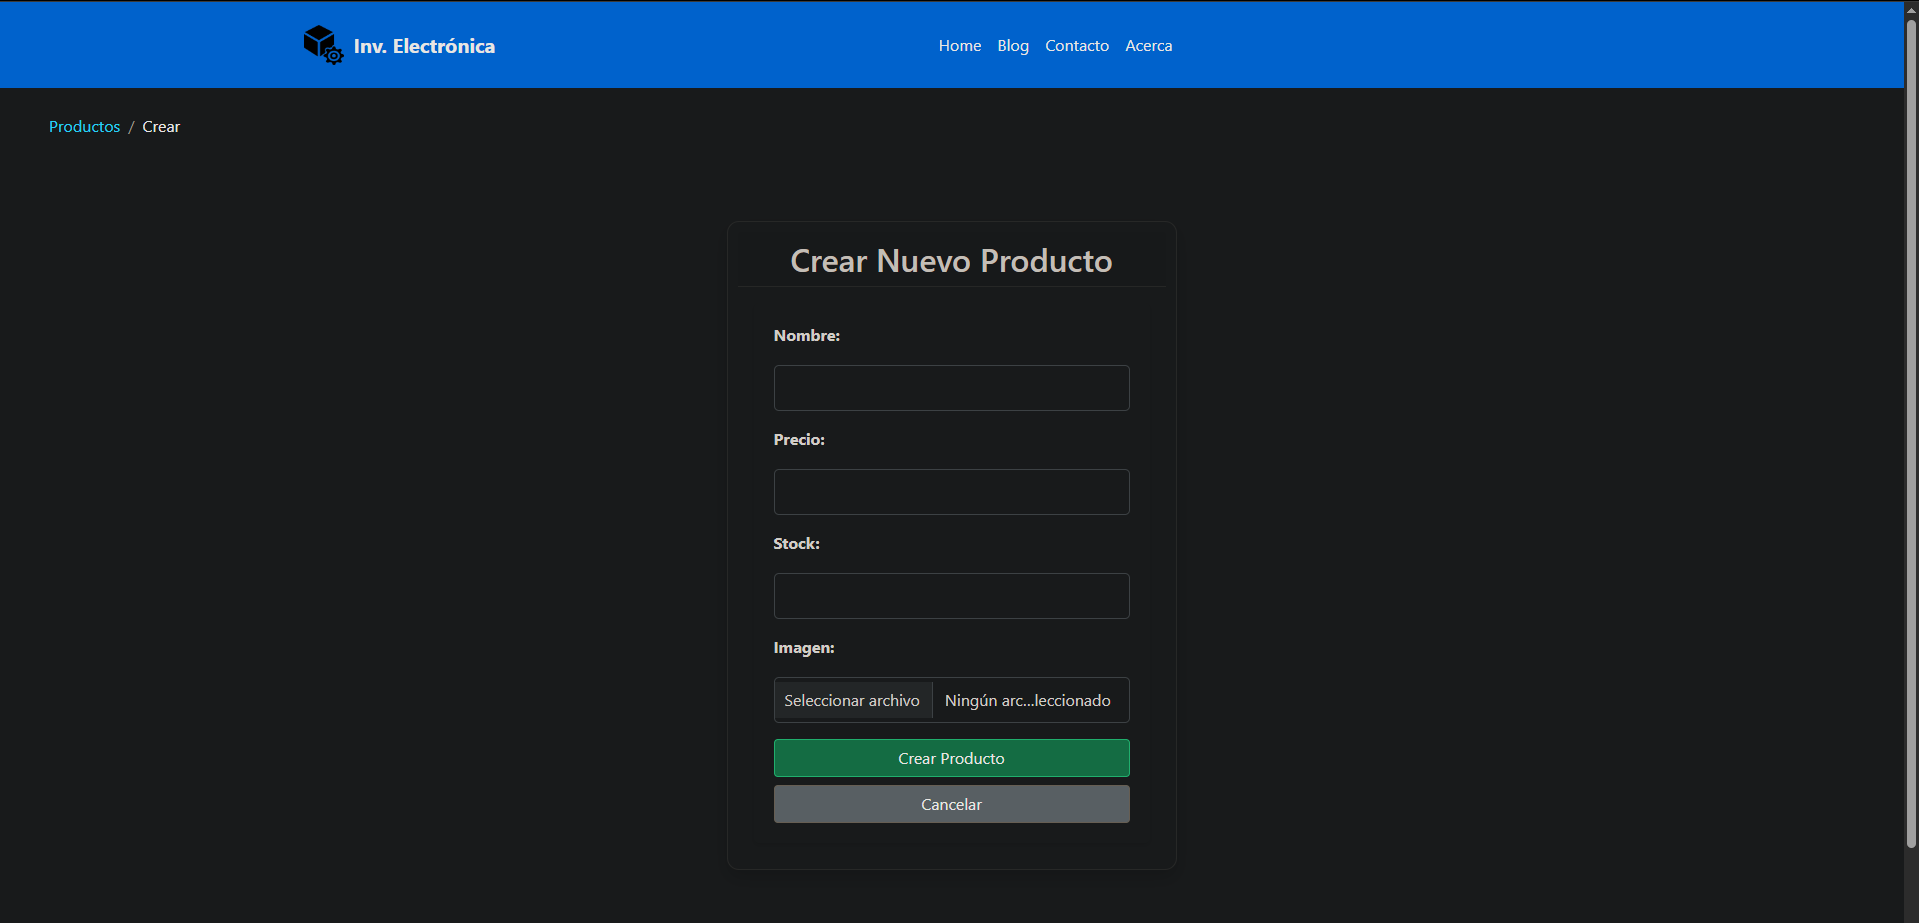 Inv. Electrónica
Home Blog Contacto Acerca
Productos / Crear
Crear Nuevo Producto
Nombre:
Precio:
Stock:
Imagen:
Seleccionar archivo Ningún arc...leccionado
Crear Producto
Cancelar